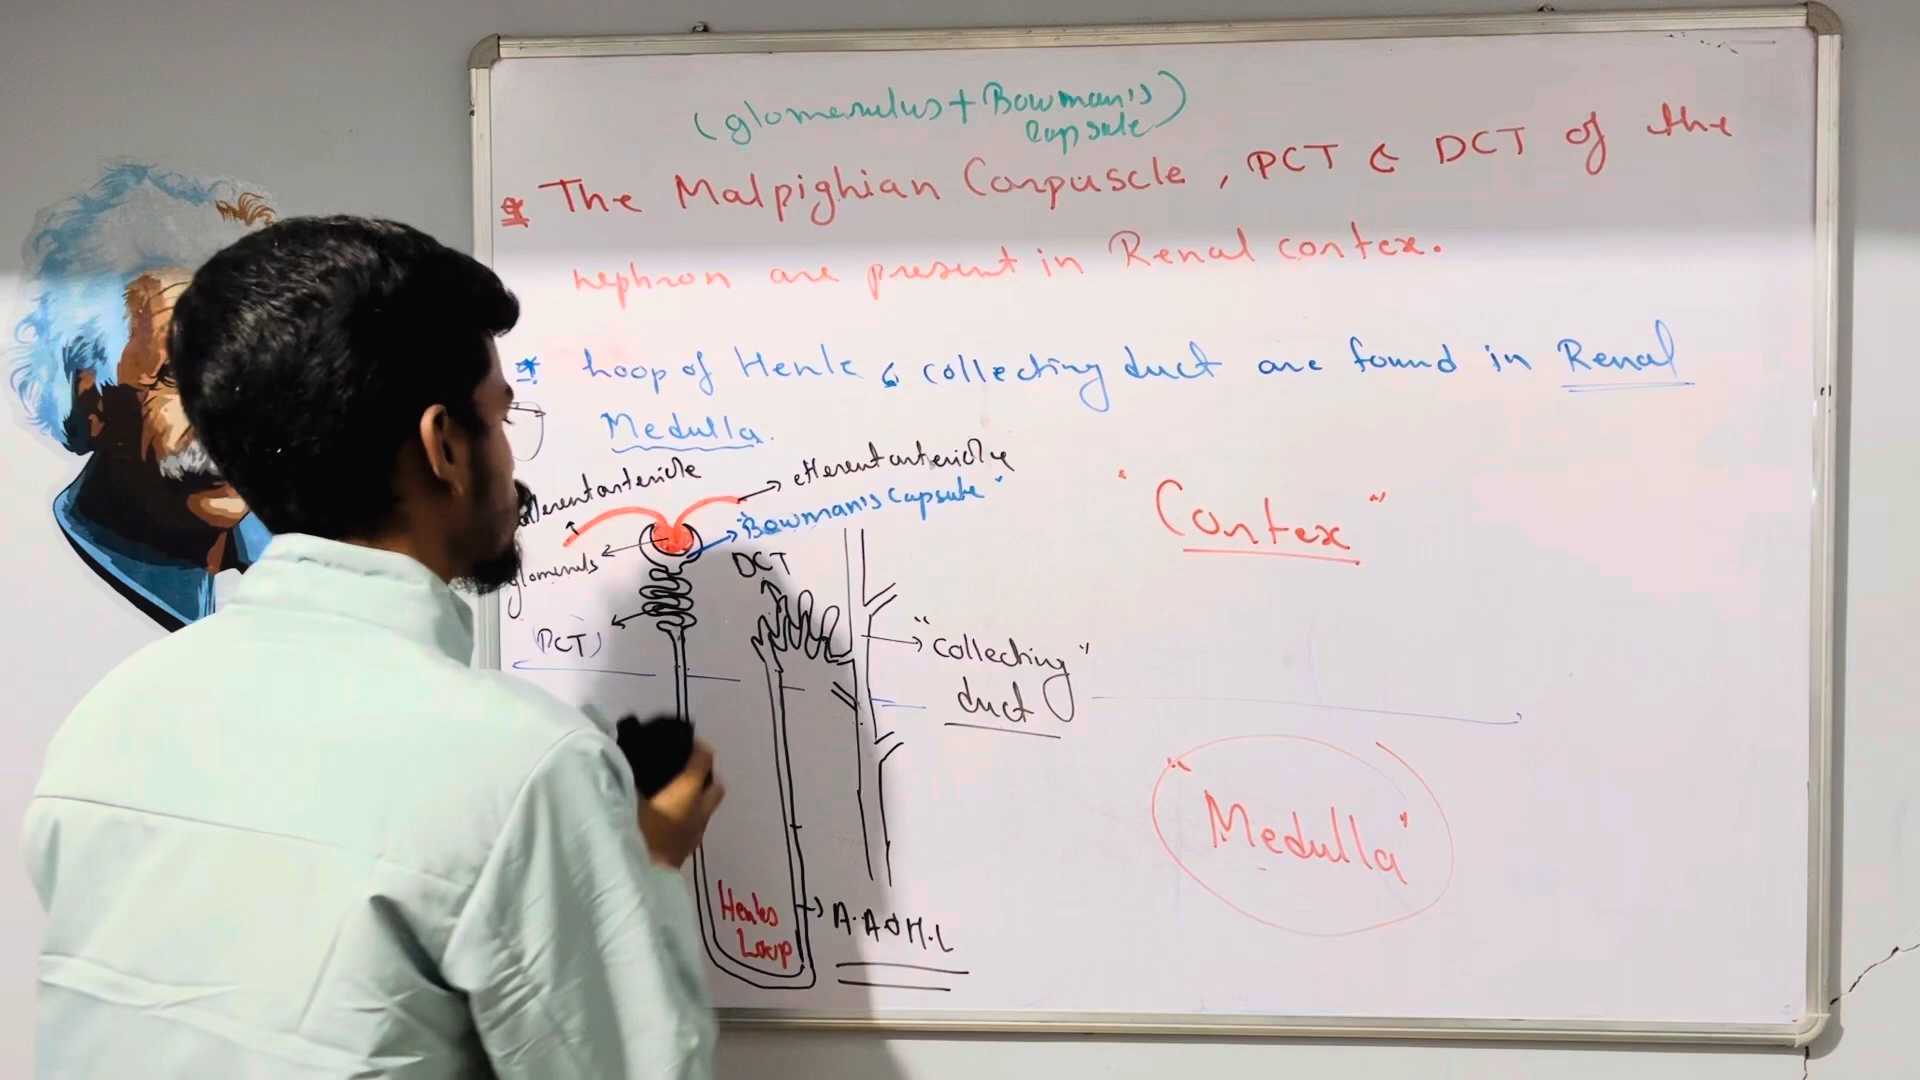 (glomerulus + Bowman's
Capsule)
* The Malpighian Corpuscle, PCT & DCT of the
nephron are present in Renal cortex.
* Loop of Henle & collecting duct are found in Renal
Medulla.
efferent arteriole
arteriole
"Bowman's Capsule"
DCT
(PCT)
"Collecting"
duct
"Cortex"
"Medulla"
Henles
Loop
A.A.O.H.L